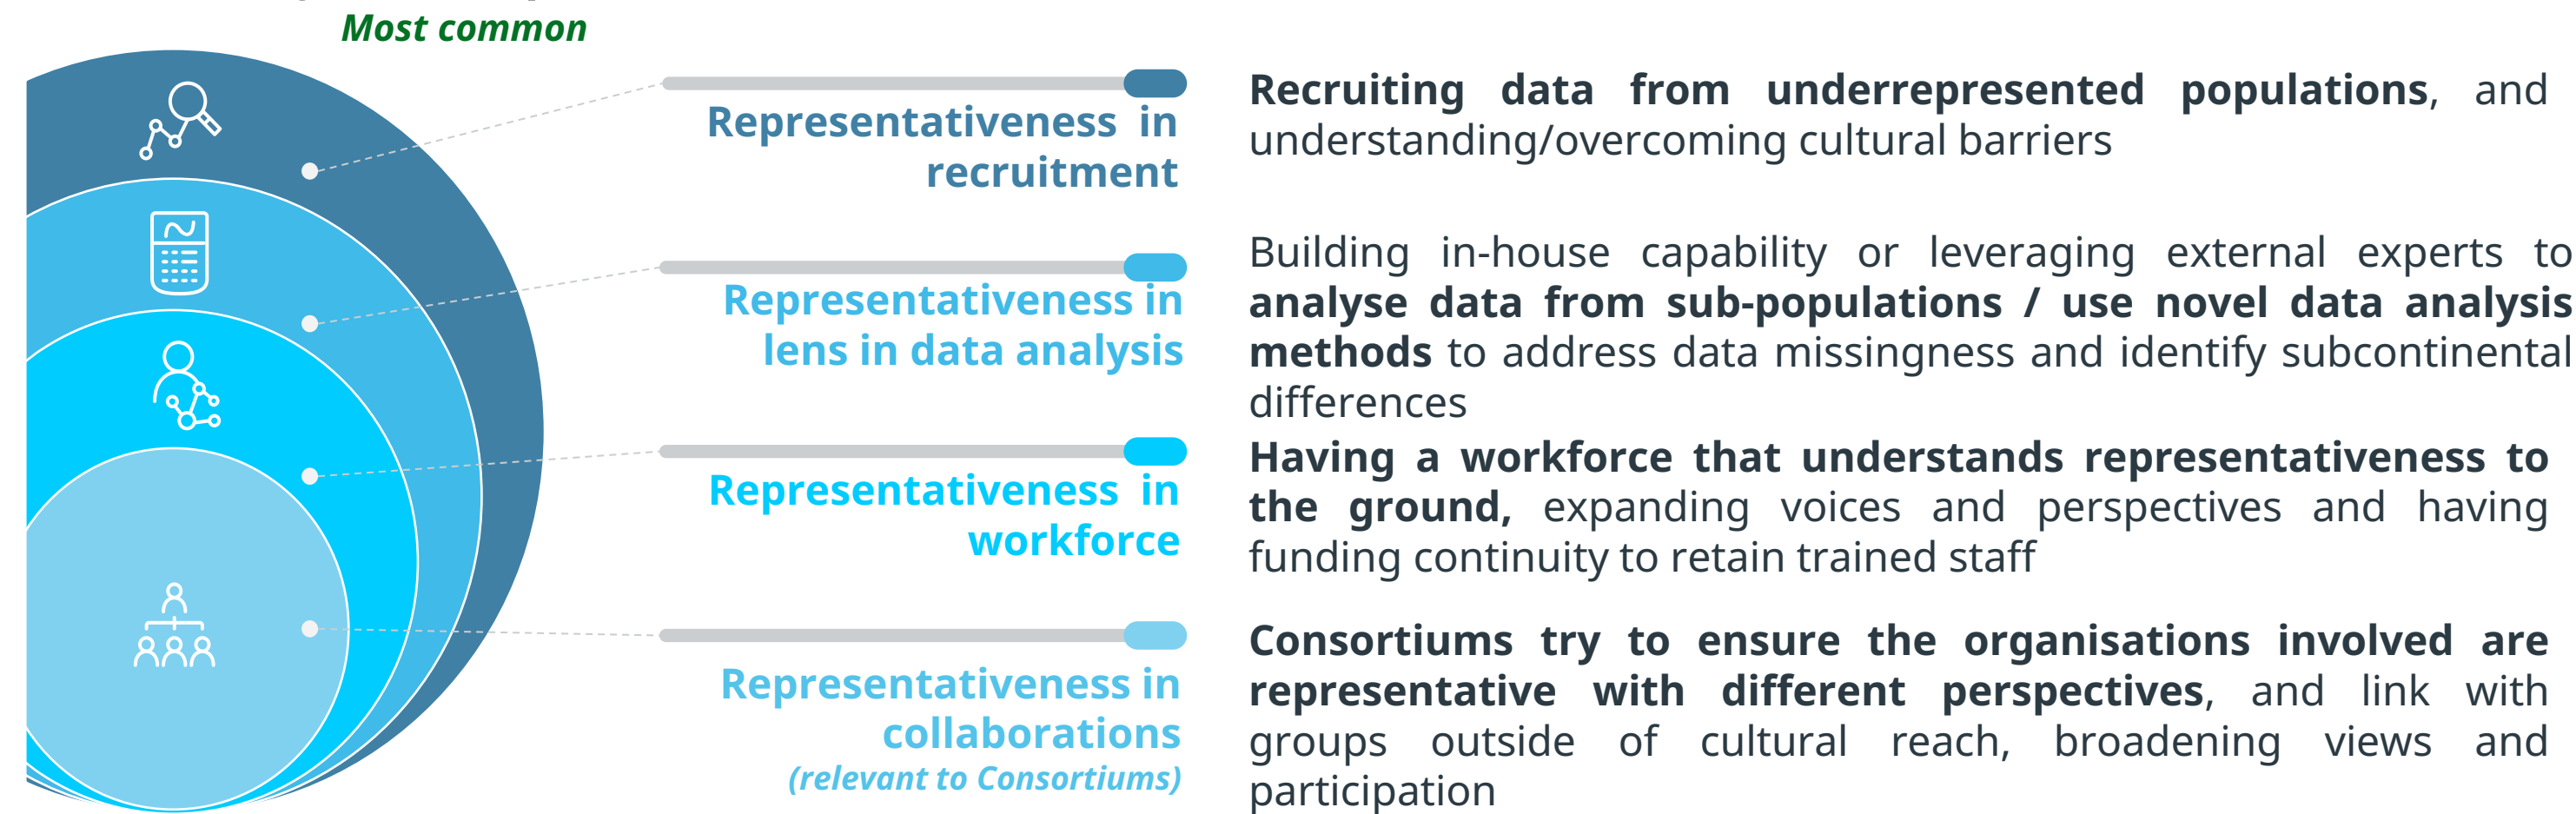 Most common
Representativeness in
recruitment
Recruiting data from underrepresented populations, and
understanding/overcoming cultural barriers
Representativeness in
lens in data analysis
Building in-house capability or leveraging external experts to
analyse data from sub-populations / use novel data analysis
methods to address data missingness and identify subcontinental
differences
Representativeness in
workforce
Having a workforce that understands representativeness to
the ground, expanding voices and perspectives and having
funding continuity to retain trained staff
Representativeness in
collaborations
(relevant to Consortiums)
Consortiums try to ensure the organisations involved are
representative with different perspectives, and link with
groups outside of cultural reach, broadening views and
participation